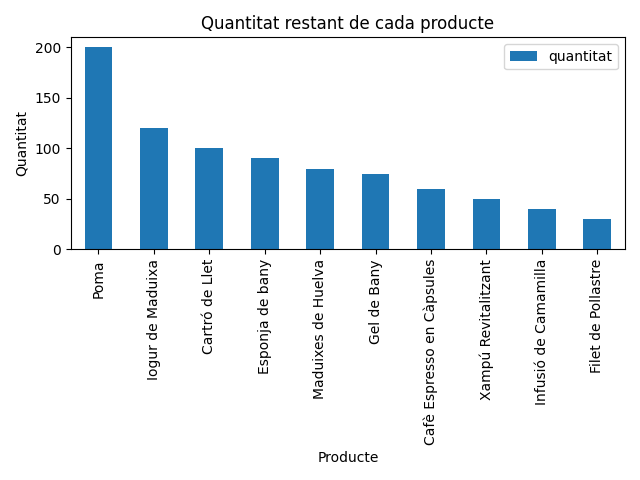 Quantitat restant de cada producte
quantitat
Quantitat
200
150
100
50
0
Poma
Iogur de Maduixa
Cartró de Llet
Esponja de bany
Maduixes de Huelva
Gel de Bany
Cafè Espresso en Càpsules
Xampú Revitalitzant
Infusió de Camamilla
Filet de Pollastre
Producte